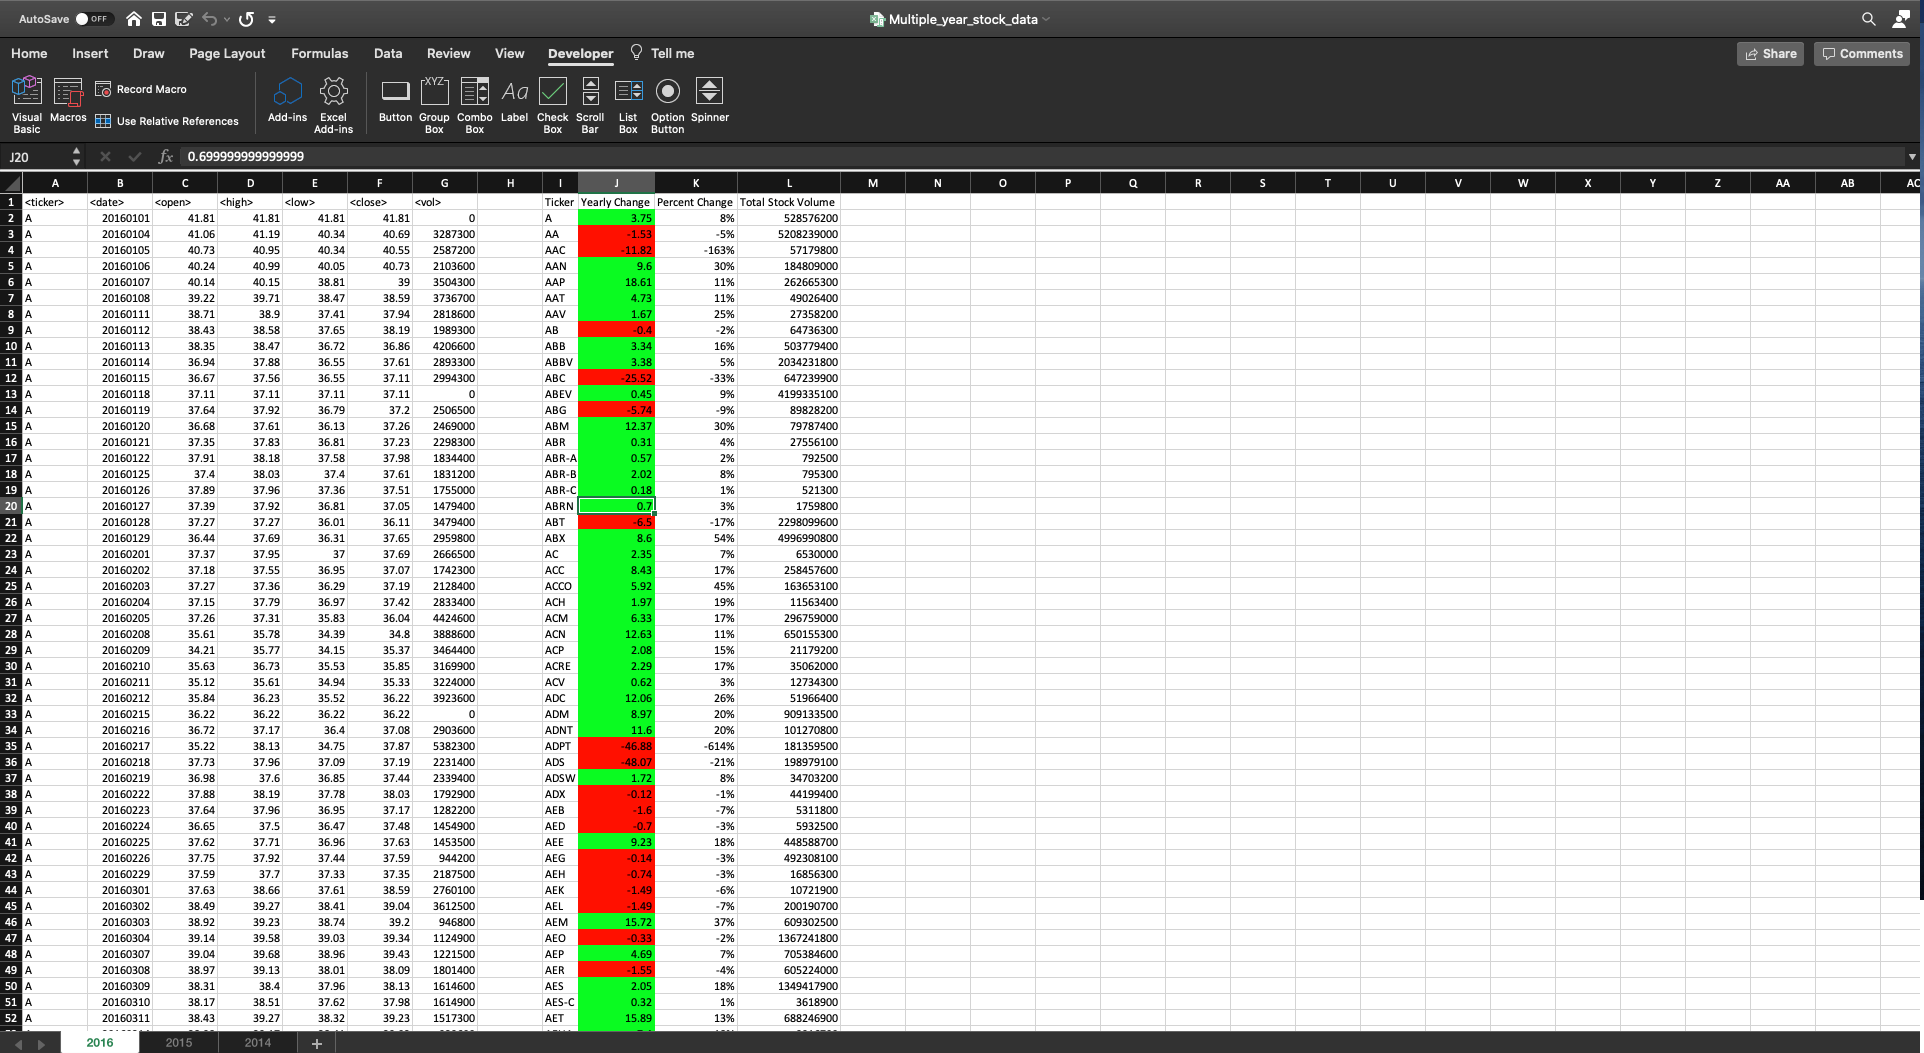 AutoSave OFF Multiple_year_stock_data
Home Insert Draw Page Layout Formulas Data Review View Developer Tell me Share Comments
Visual Basic Macros Record Macro Use Relative References Add-ins Excel Add-ins Button Group Box Combo Box Label Check Box Scroll Bar List Box Option Button Spinner
J20 fx 0.699999999999999
A B C D E F G H I J K L M N O P Q R S T U V W X Y Z AA AB AC
1 <ticker> <date> <open> <high> <low> <close> <vol> Ticker Yearly Change Percent Change Total Stock Volume
2 A 20160101 41.81 41.81 41.81 41.81 0 A 3.75 8% 528576200
3 A 20160104 41.06 41.19 40.34 40.69 3287300 AA -1.53 -5% 5208239000
4 A 20160105 40.73 40.95 40.34 40.55 2587200 AAC -11.82 -163% 57179800
5 A 20160106 40.24 40.99 40.05 40.73 2103600 AAN 9.6 30% 184809000
6 A 20160107 40.14 40.15 38.81 39 3504300 AAP 18.61 11% 262665300
7 A 20160108 39.22 39.71 38.47 38.59 3736700 AAT 4.73 11% 49026400
8 A 20160111 38.71 38.9 37.41 37.94 2818600 AAV 1.67 25% 27358200
9 A 20160112 38.43 38.58 37.65 38.19 1989300 AB -0.4 -2% 64736300
10 A 20160113 38.35 38.47 36.72 36.86 4206600 ABB 3.34 16% 503779400
11 A 20160114 36.94 37.88 36.55 37.61 2893300 ABBV 3.38 5% 2034231800
12 A 20160115 36.67 37.56 36.55 37.11 2994300 ABC -25.52 -33% 647239900
13 A 20160118 37.11 37.11 37.11 37.11 0 ABEV 0.45 9% 4199335100
14 A 20160119 37.64 37.92 36.79 37.2 2506500 ABG -5.74 -9% 89828200
15 A 20160120 36.68 37.61 36.13 37.26 2469000 ABM 12.37 30% 79787400
16 A 20160121 37.35 37.83 36.81 37.23 2298300 ABR 0.31 4% 27556100
17 A 20160122 37.91 38.18 37.58 37.98 1834400 ABR-A 0.57 2% 792500
18 A 20160125 37.4 38.03 37.4 37.61 1831200 ABR-B 2.02 8% 795300
19 A 20160126 37.89 37.96 37.36 37.51 1755000 ABR-C 0.18 1% 521300
20 A 20160127 37.39 37.92 36.81 37.05 1479400 ABRN 0.7 3% 1759800
21 A 20160128 37.27 37.27 36.01 36.11 3479400 ABT -6.5 -17% 2298099600
22 A 20160129 36.44 37.69 36.31 37.65 2959800 ABX 8.6 54% 4996990800
23 A 20160201 37.37 37.95 37 37.69 2666500 AC 2.35 7% 6530000
24 A 20160202 37.18 37.55 36.95 37.07 1742300 ACC 8.43 17% 258457600
25 A 20160203 37.27 37.36 36.29 37.19 2128400 ACCO 5.92 45% 163653100
26 A 20160204 37.15 37.79 36.97 37.42 2833400 ACH 1.97 19% 11563400
27 A 20160205 37.26 37.31 35.83 36.04 4424600 ACM 6.33 17% 296759000
28 A 20160208 35.61 35.78 34.39 34.8 3888600 ACN 12.63 11% 650155300
29 A 20160209 34.21 35.77 34.15 35.37 3464400 ACP 2.08 15% 21179200
30 A 20160210 35.63 36.73 35.53 35.85 3169900 ACRE 2.29 17% 35062000
31 A 20160211 35.12 35.61 34.94 35.33 3224000 ACV 0.62 3% 12734300
32 A 20160212 35.84 36.23 35.52 36.22 3923600 ADC 12.06 26% 51966400
33 A 20160215 36.22 36.22 36.22 36.22 0 ADM 8.97 20% 909133500
34 A 20160216 36.72 37.17 36.4 37.08 2903600 ADNT 11.6 20% 101270800
35 A 20160217 35.22 38.13 34.75 37.87 5382300 ADPT -46.88 -614% 181359500
36 A 20160218 37.73 37.96 37.09 37.19 2231400 ADS -48.07 -21% 198979100
37 A 20160219 36.98 37.6 36.85 37.44 2339400 ADSW 1.72 8% 34703200
38 A 20160222 37.88 38.19 37.78 38.03 1792900 ADX -0.12 -1% 44199400
39 A 20160223 37.64 37.96 36.95 37.17 1282200 AEB -1.6 -7% 5311800
40 A 20160224 36.65 37.5 36.47 37.48 1454900 AED -0.7 -3% 5932500
41 A 20160225 37.62 37.71 36.96 37.63 1453500 AEE 9.23 18% 448588700
42 A 20160226 37.75 37.92 37.44 37.59 944200 AEG -0.14 -3% 492308100
43 A 20160229 37.59 37.7 37.33 37.35 2187500 AEH -0.74 -3% 16856300
44 A 20160301 37.63 38.66 37.61 38.59 2760100 AEK -1.49 -6% 10721900
45 A 20160302 38.49 39.27 38.41 39.04 3612500 AEL -1.49 -7% 200190700
46 A 20160303 38.92 39.23 38.74 39.2 946800 AEM 15.72 37% 609302500
47 A 20160304 39.14 39.58 39.03 39.34 1124900 AEO -0.33 -2% 1367241800
48 A 20160307 39.04 39.68 38.96 39.43 1221500 AEP 4.69 7% 705384600
49 A 20160308 38.97 39.13 38.01 38.09 1801400 AER -1.55 -4% 605224000
50 A 20160309 38.31 38.4 37.96 38.13 1614600 AES 2.05 18% 1349417900
51 A 20160310 38.17 38.51 37.62 37.98 1614900 AES-C 0.32 1% 3618900
52 A 20160311 38.43 39.27 38.32 39.23 1517300 AET 15.89 13% 688246900
2016 2015 2014 +